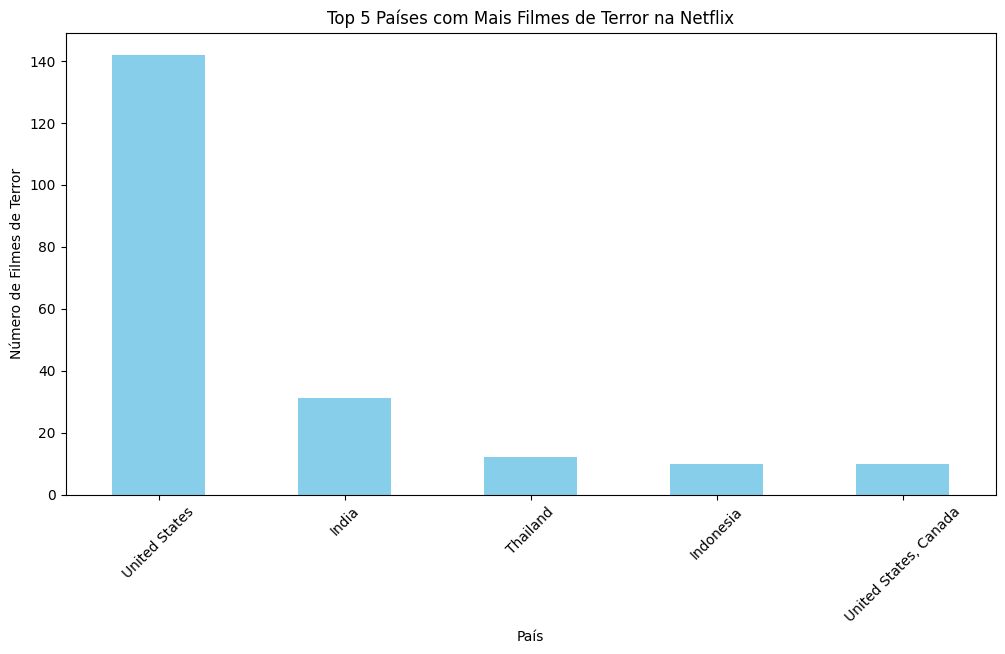 Top 5 Países com Mais Filmes de Terror na Netflix
Número de Filmes de Terror
140
120
100
80
60
40
20
0
United States
India
Thailand
Indonesia
United States, Canada
País